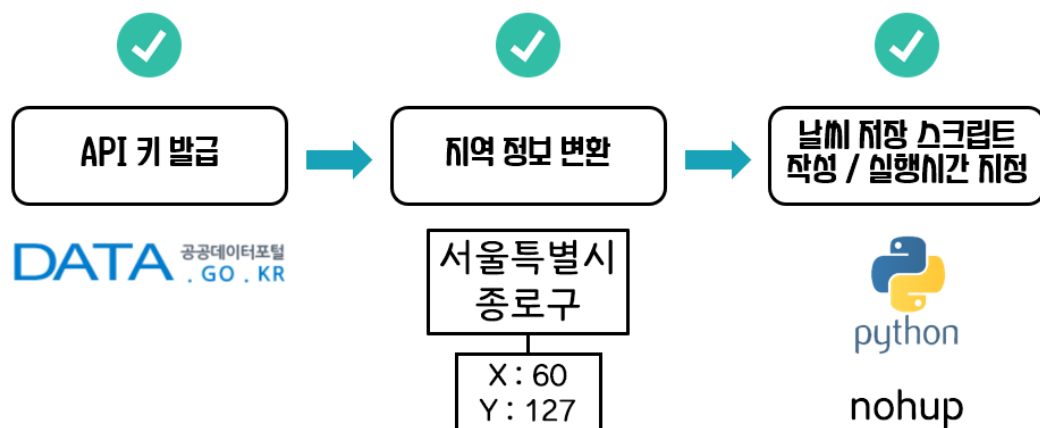 API 키 발급
지역 정보 변환
날씨 저장 스크립트
작성 / 실행시간 지정
DATA 공공데이터포털
. GO . KR
서울특별시
종로구
X : 60
Y : 127
python
nohup